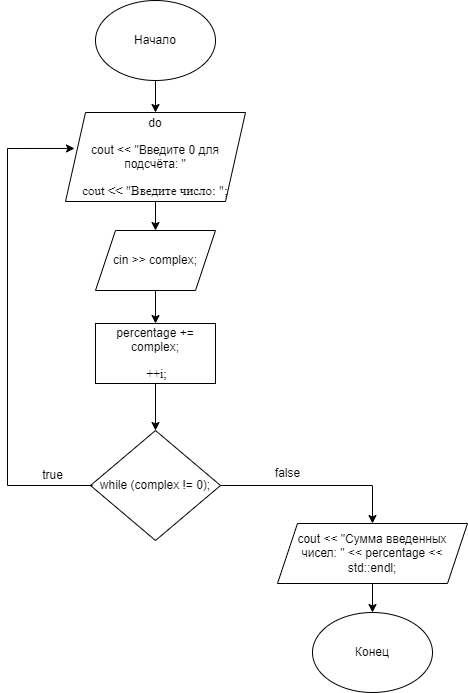 Начало
do
cout << "Введите 0 для
подсчёта: "
cout << "Введите число: ";
cin >> complex;
percentage +=
complex;
++i;
while (complex != 0);
true
false
cout << "Сумма введенных
чисел: " << percentage <<
std::endl;
Конец